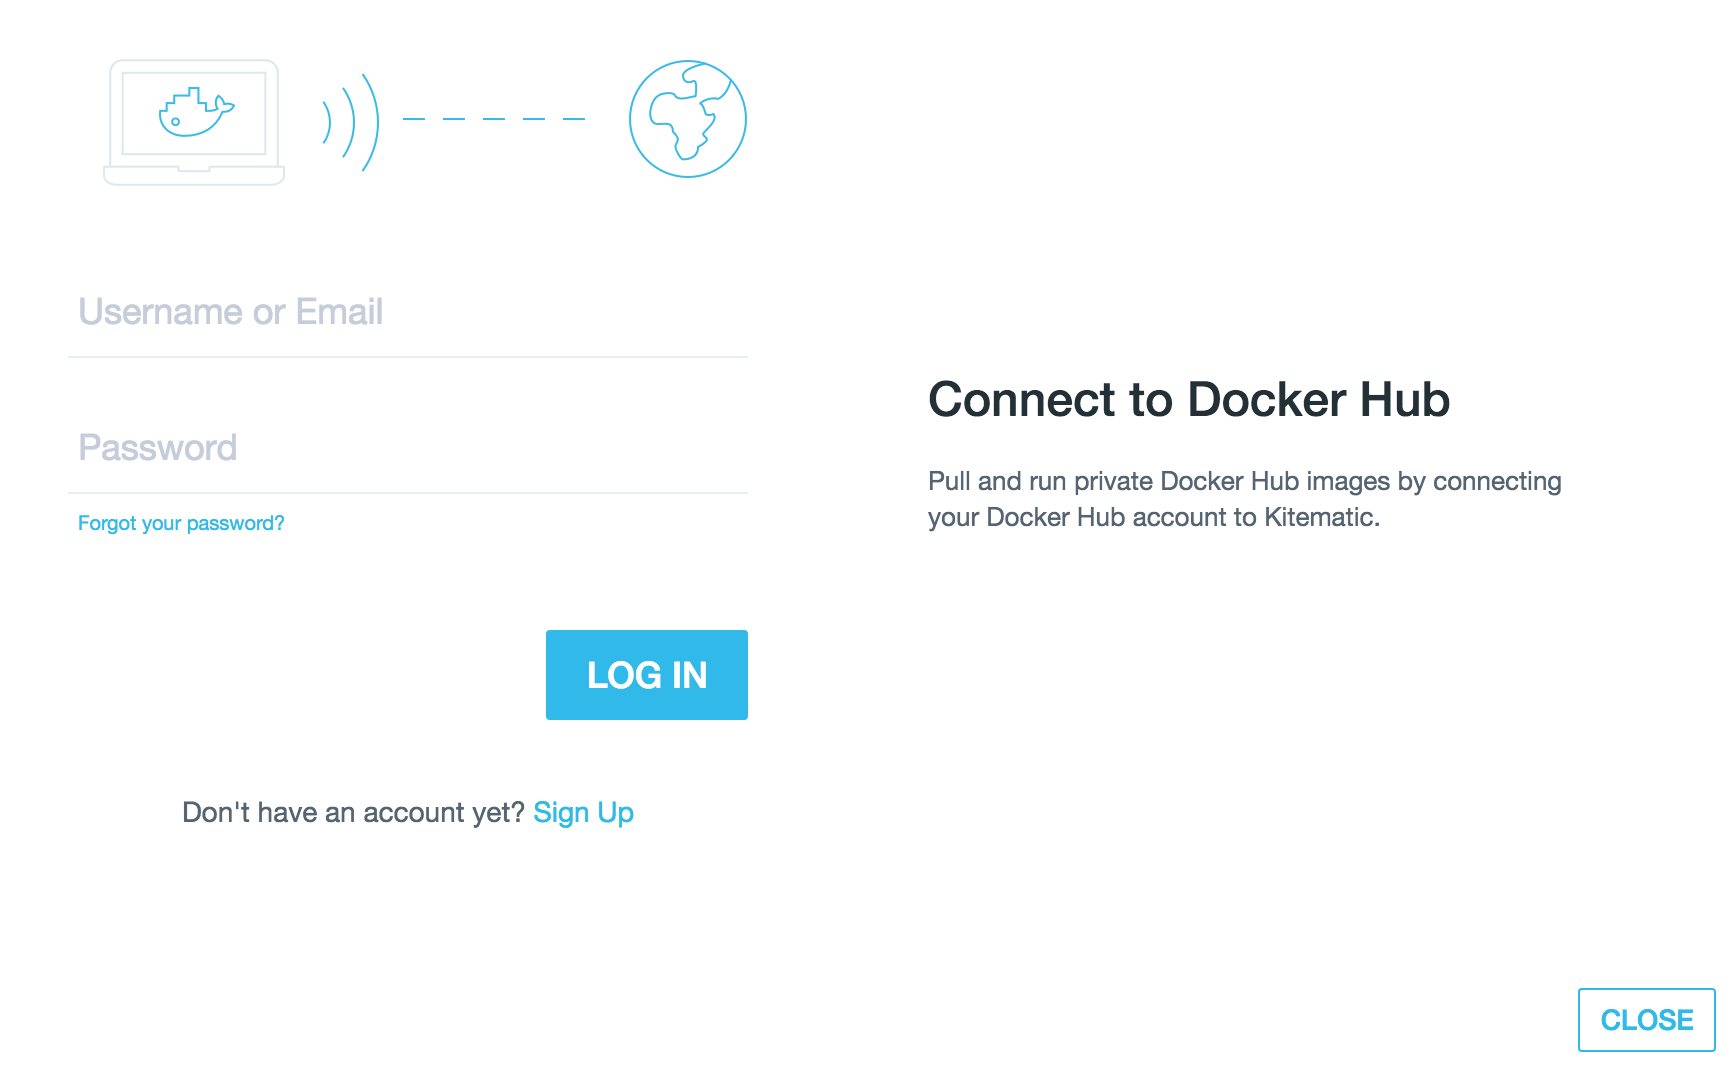 Username or Email
Password
Forgot your password?
LOG IN
Don't have an account yet? Sign Up
Connect to Docker Hub
Pull and run private Docker Hub images by connecting
your Docker Hub account to Kitematic.
CLOSE